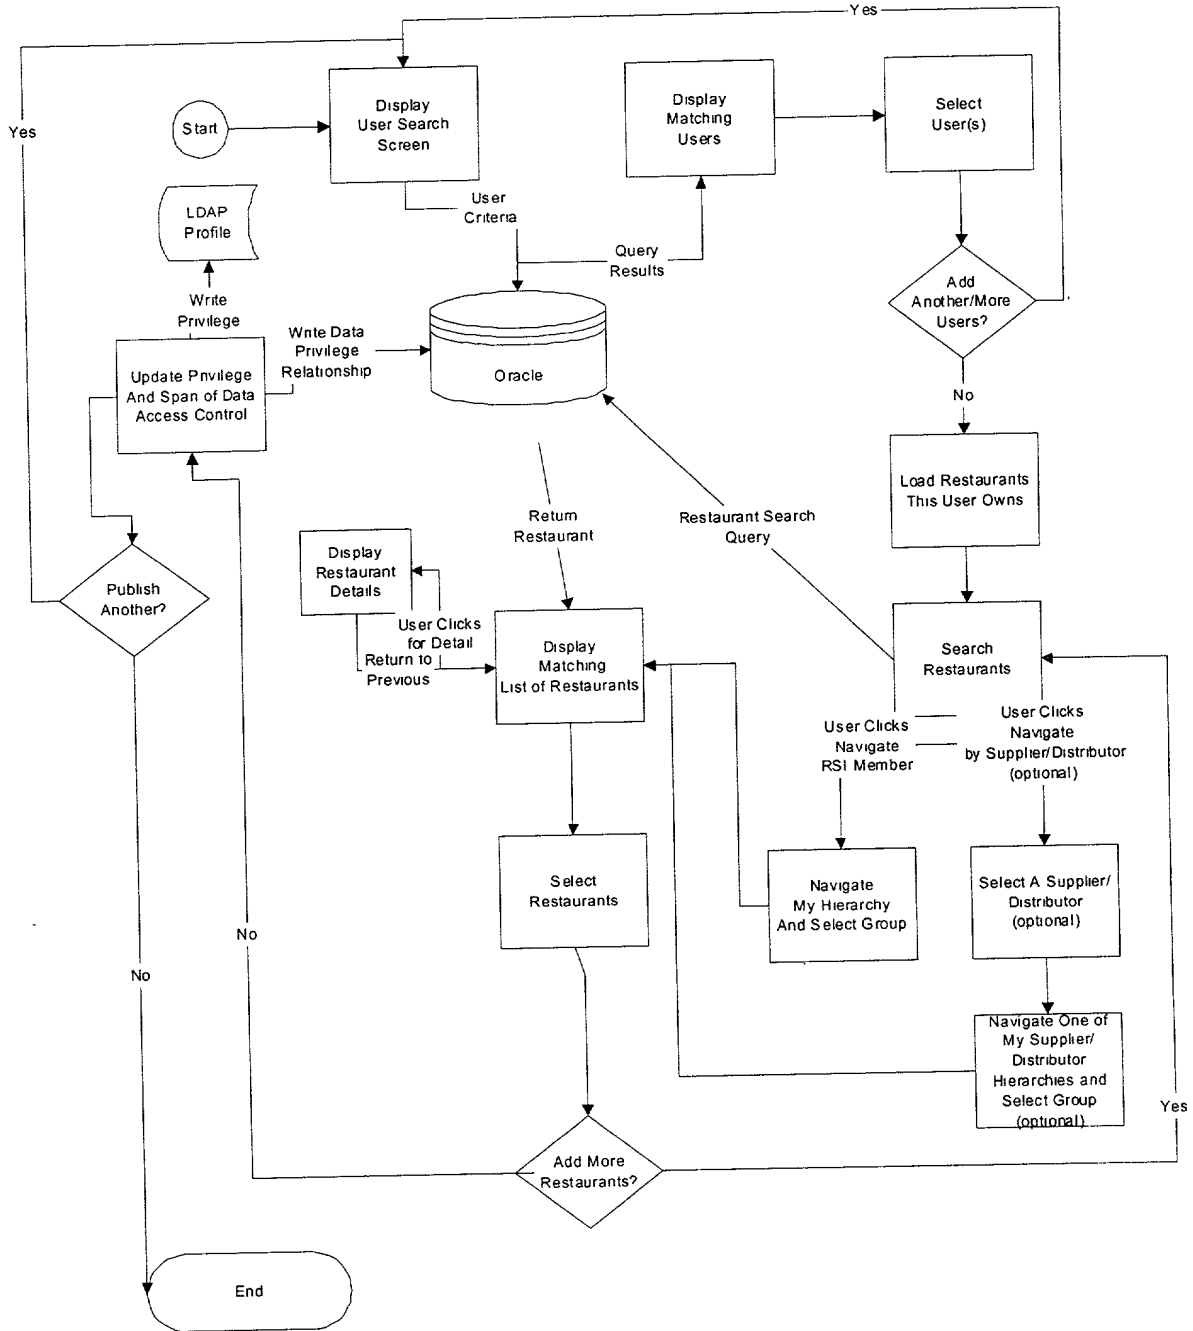 Yes
Yes
Start
Display
User Search
Screen
Display
Matching
Users
Select
User(s)
LDAP
Profile
User
Criteria
Query
Results
Add
Another/More
Users?
Write
Privilege
Write Data
Privilege
Relationship
Update Privilege
And Span of Data
Access Control
Oracle
No
Load Restaurants
This User Owns
Return
Restaurant
Restaurant Search
Query
Display
Restaurant
Details
Publish
Another?
User Clicks
for Detail
Return to
Previous
Display
Matching
List of Restaurants
Search
Restaurants
User Clicks
Navigate
RSI Member
User Clicks
Navigate
by Supplier/Distributor
(optional)
Select
Restaurants
Navigate
My Hierarchy
And Select Group
Select A Supplier/
Distributor
(optional)
No
No
Navigate One of
My Supplier/
Distributor
Hierarchies and
Select Group
(optional)
Yes
Add More
Restaurants?
End